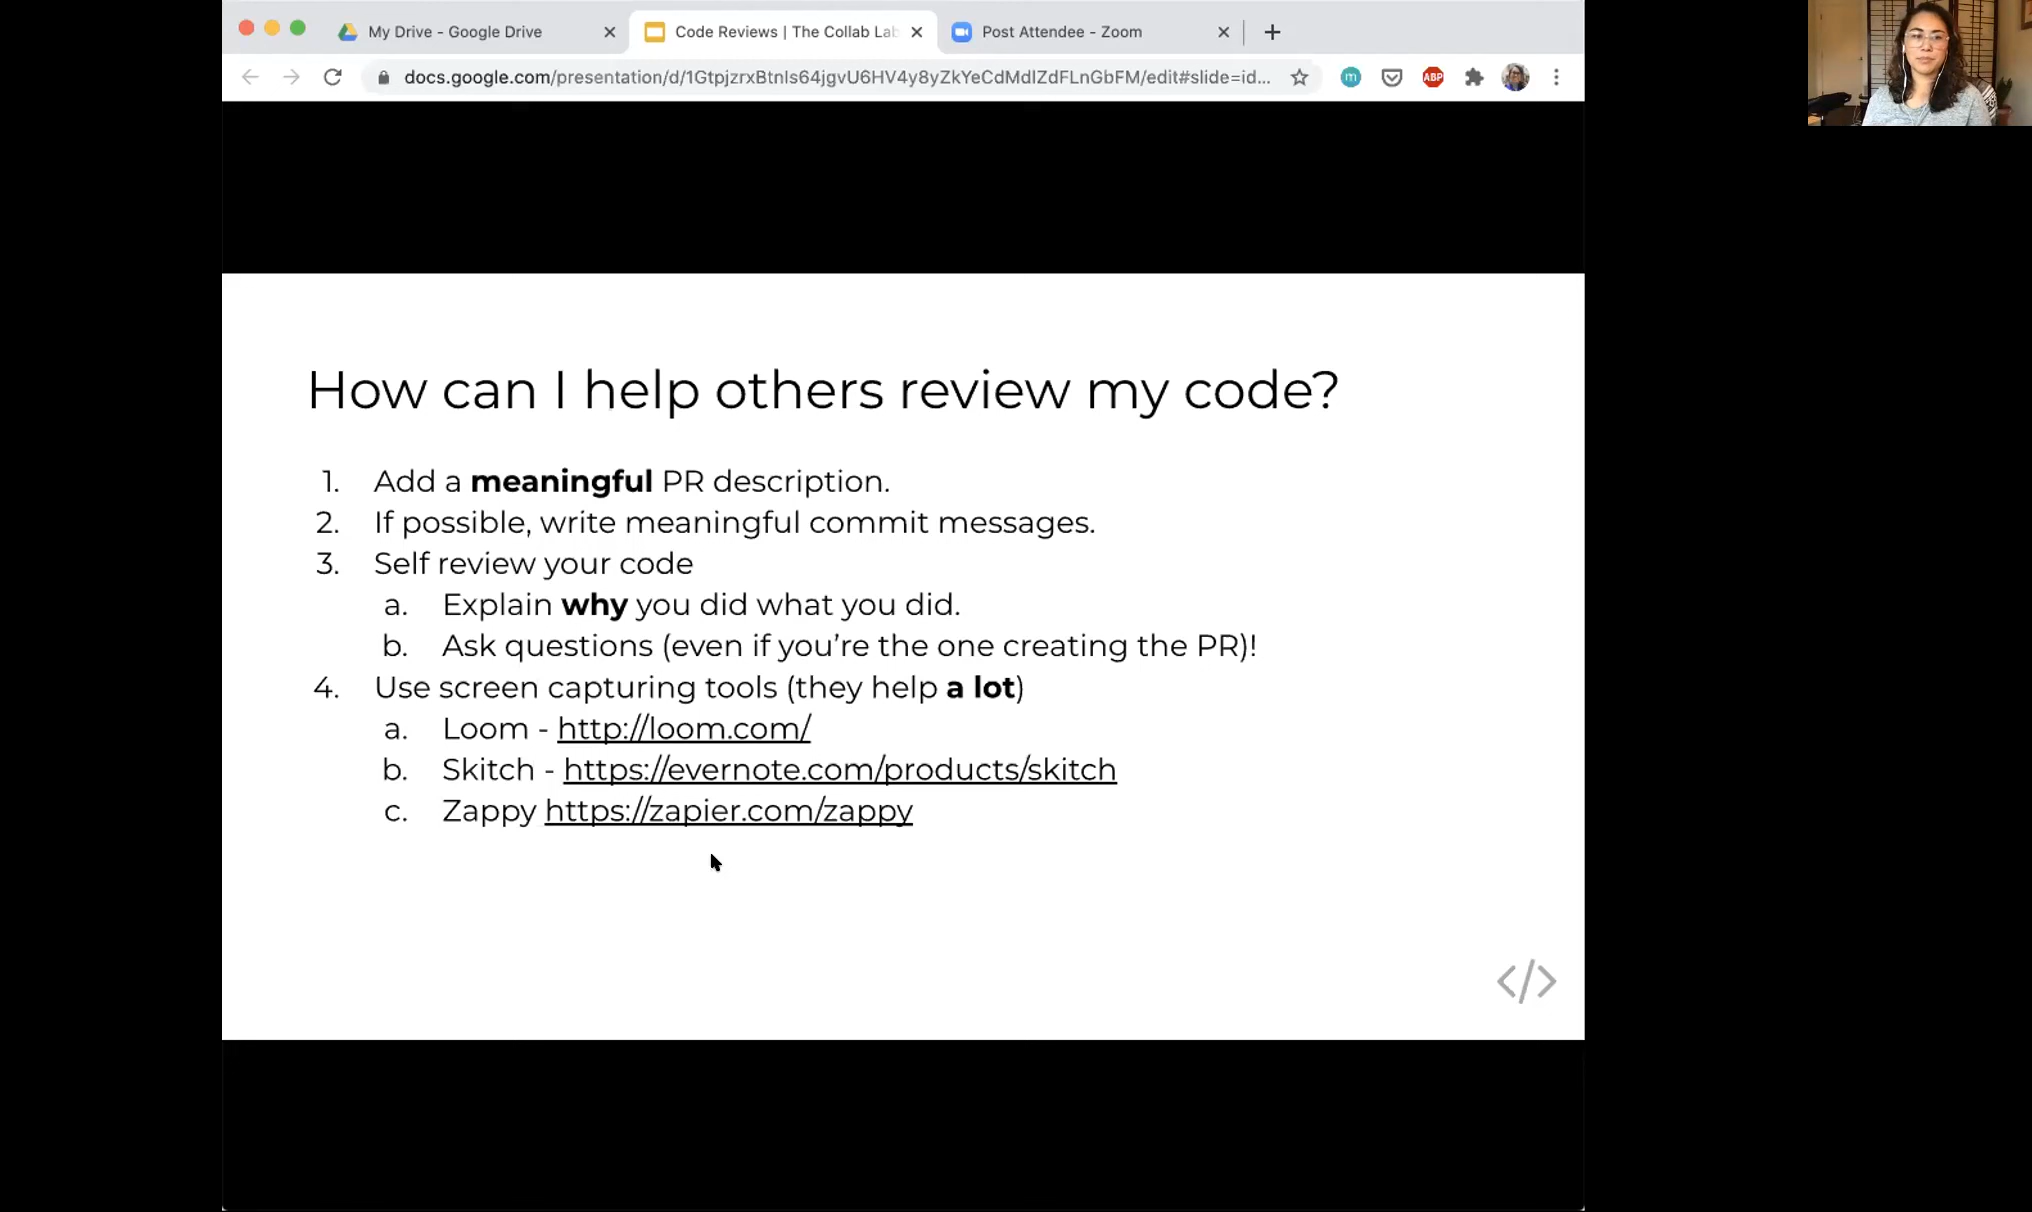 My Drive - Google Drive
Code Reviews | The Collab Lab
Post Attendee - Zoom
docs.google.com/presentation/d/1GtpjzrxBtnIs64jgvU6HV4y8yZkYeCdMdIZdFLnGbFM/edit#slide=id...
m
ABP
How can I help others review my code?
1. Add a meaningful PR description.
2. If possible, write meaningful commit messages.
3. Self review your code
a. Explain why you did what you did.
b. Ask questions (even if you're the one creating the PR)!
4. Use screen capturing tools (they help a lot)
a. Loom - http://loom.com/
b. Skitch - https://evernote.com/products/skitch
c. Zappy https://zapier.com/zappy
</>